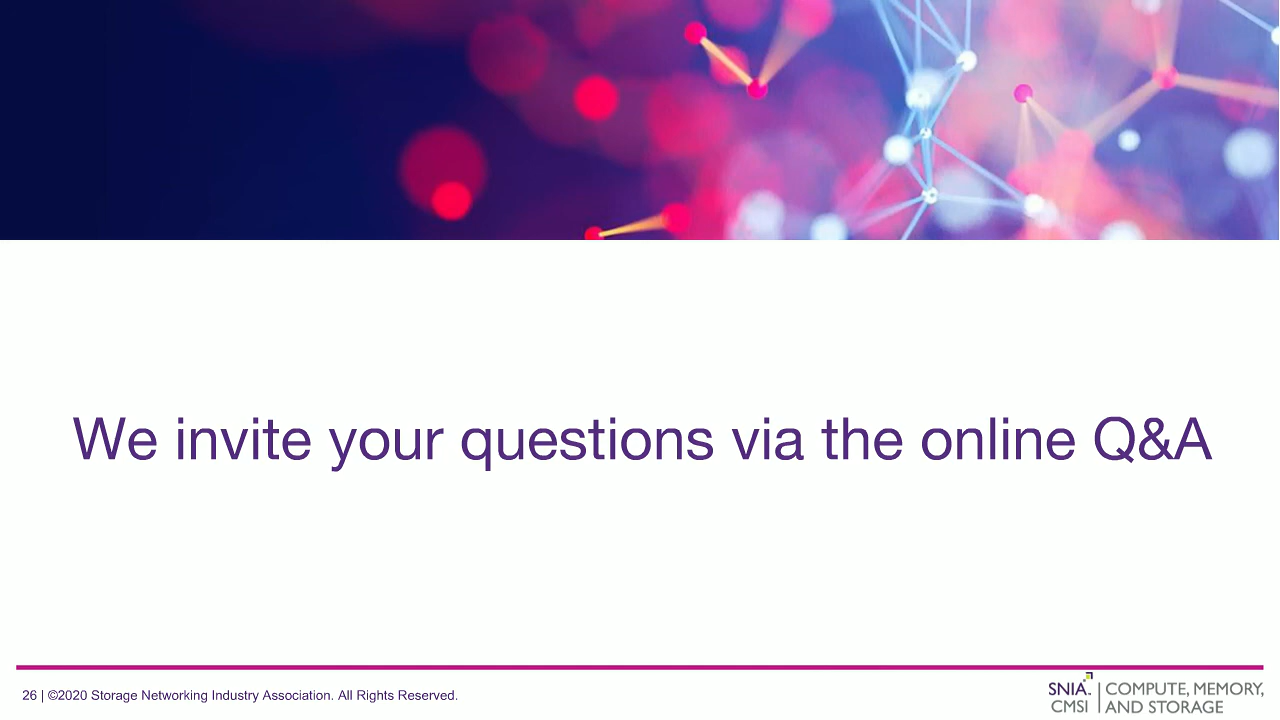 We invite your questions via the online Q&A
26 | ©2020 Storage Networking Industry Association. All Rights Reserved.
SNIA. | COMPUTE, MEMORY,
CMSI | AND STORAGE